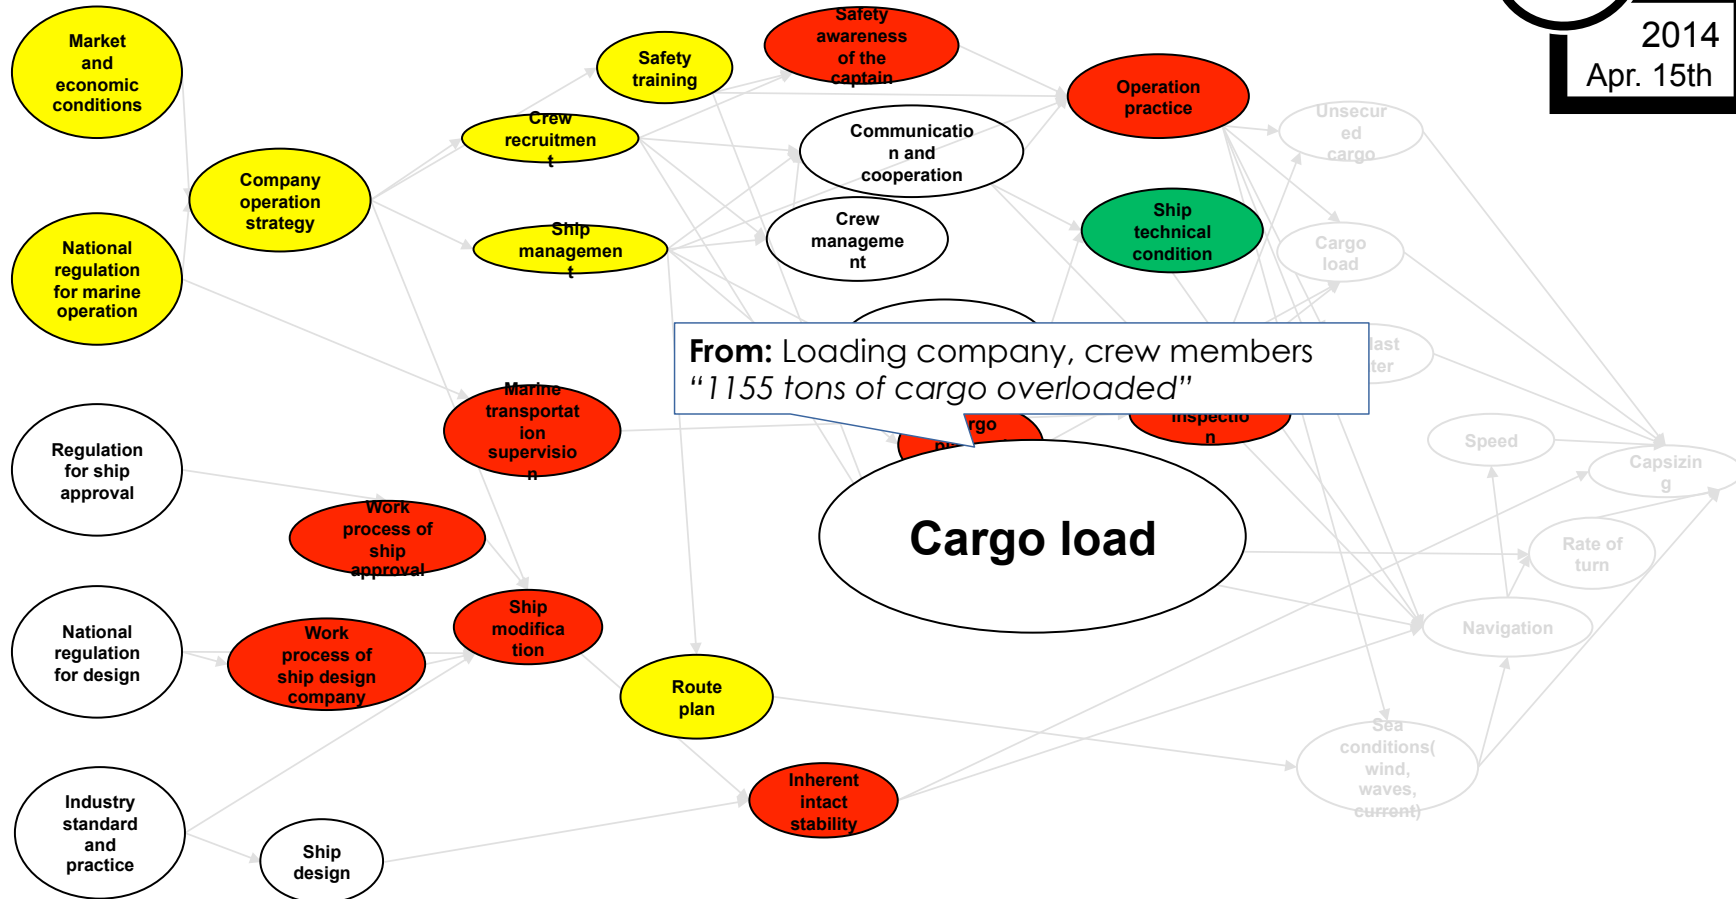 2014
Apr. 15th
Market
and
economic
conditions
National
regulation
for marine
operation
Regulation
for ship
approval
National
regulation
for design
Industry
standard
and
practice
Company
operation
strategy
Work
process of
ship
approval
Work
process of
ship design
company
Ship
design
Safety
training
Crew
recruitmen
t
Ship
managemen
t
Marine
transportat
ion
supervisio
n
Ship
modifica
tion
Route
plan
Safety
awareness
of the
captain
Communicatio
n and
cooperation
Crew
manageme
nt
From: Loading company, crew members
“1155 tons of cargo overloaded”
Cargo load
Inherent
intact
stability
Operation
practice
Ship
technical
condition
inspectio
n
Unsecur
ed
cargo
Cargo
load
Speed
Capsizin
g
Rate of
turn
Navigation
Sea
conditions(
wind,
waves,
current)